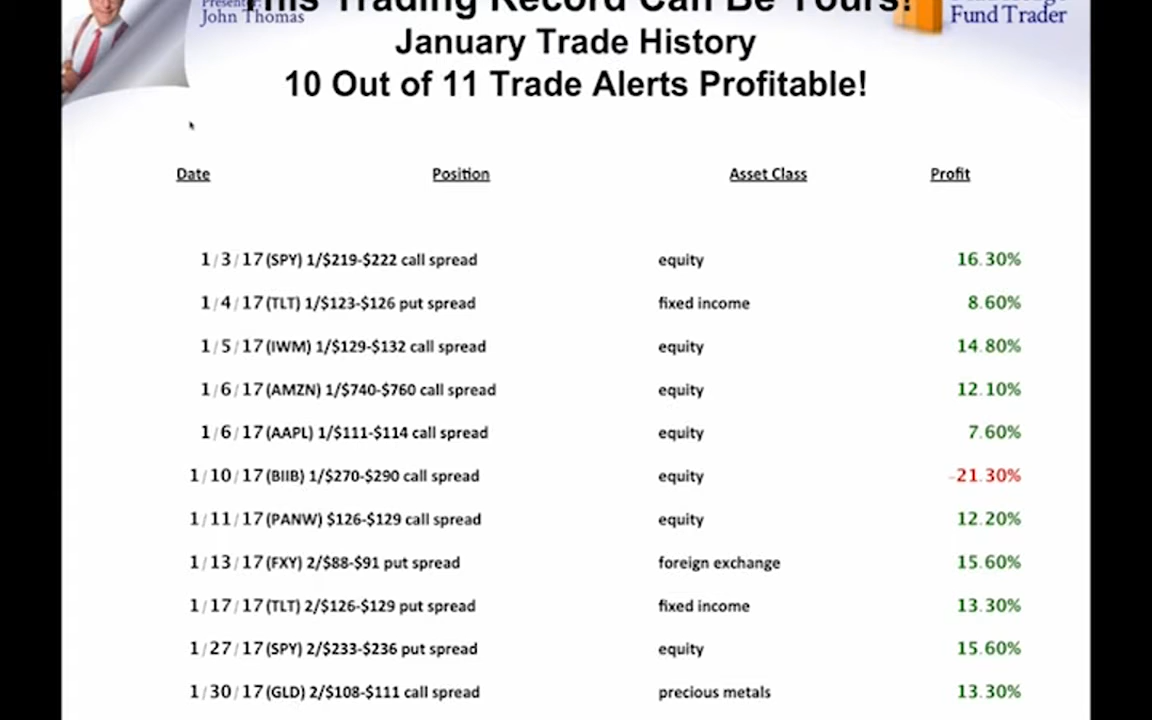 This Trading Record Can Be Yours!
Presenter
John Thomas
Fund Trader
January Trade History
10 Out of 11 Trade Alerts Profitable!
Date Position Asset Class Profit
1/3/17 (SPY) 1/$219-$222 call spread equity 16.30%
1/4/17 (TLT) 1/$123-$126 put spread fixed income 8.60%
1/5/17 (IWM) 1/$129-$132 call spread equity 14.80%
1/6/17 (AMZN) 1/$740-$760 call spread equity 12.10%
1/6/17 (AAPL) 1/$111-$114 call spread equity 7.60%
1/10/17 (BIIB) 1/$270-$290 call spread equity -21.30%
1/11/17 (PANW) $126-$129 call spread equity 12.20%
1/13/17 (FXY) 2/$88-$91 put spread foreign exchange 15.60%
1/17/17 (TLT) 2/$126-$129 put spread fixed income 13.30%
1/27/17 (SPY) 2/$233-$236 put spread equity 15.60%
1/30/17 (GLD) 2/$108-$111 call spread precious metals 13.30%